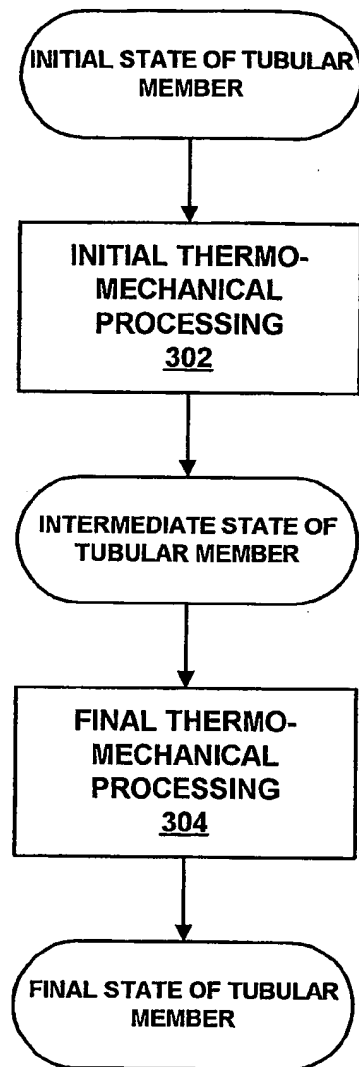 INITIAL STATE OF TUBULAR
MEMBER
INITIAL THERMO-
MECHANICAL
PROCESSING
302
INTERMEDIATE STATE OF
TUBULAR MEMBER
FINAL THERMO-
MECHANICAL
PROCESSING
304
FINAL STATE OF TUBULAR
MEMBER